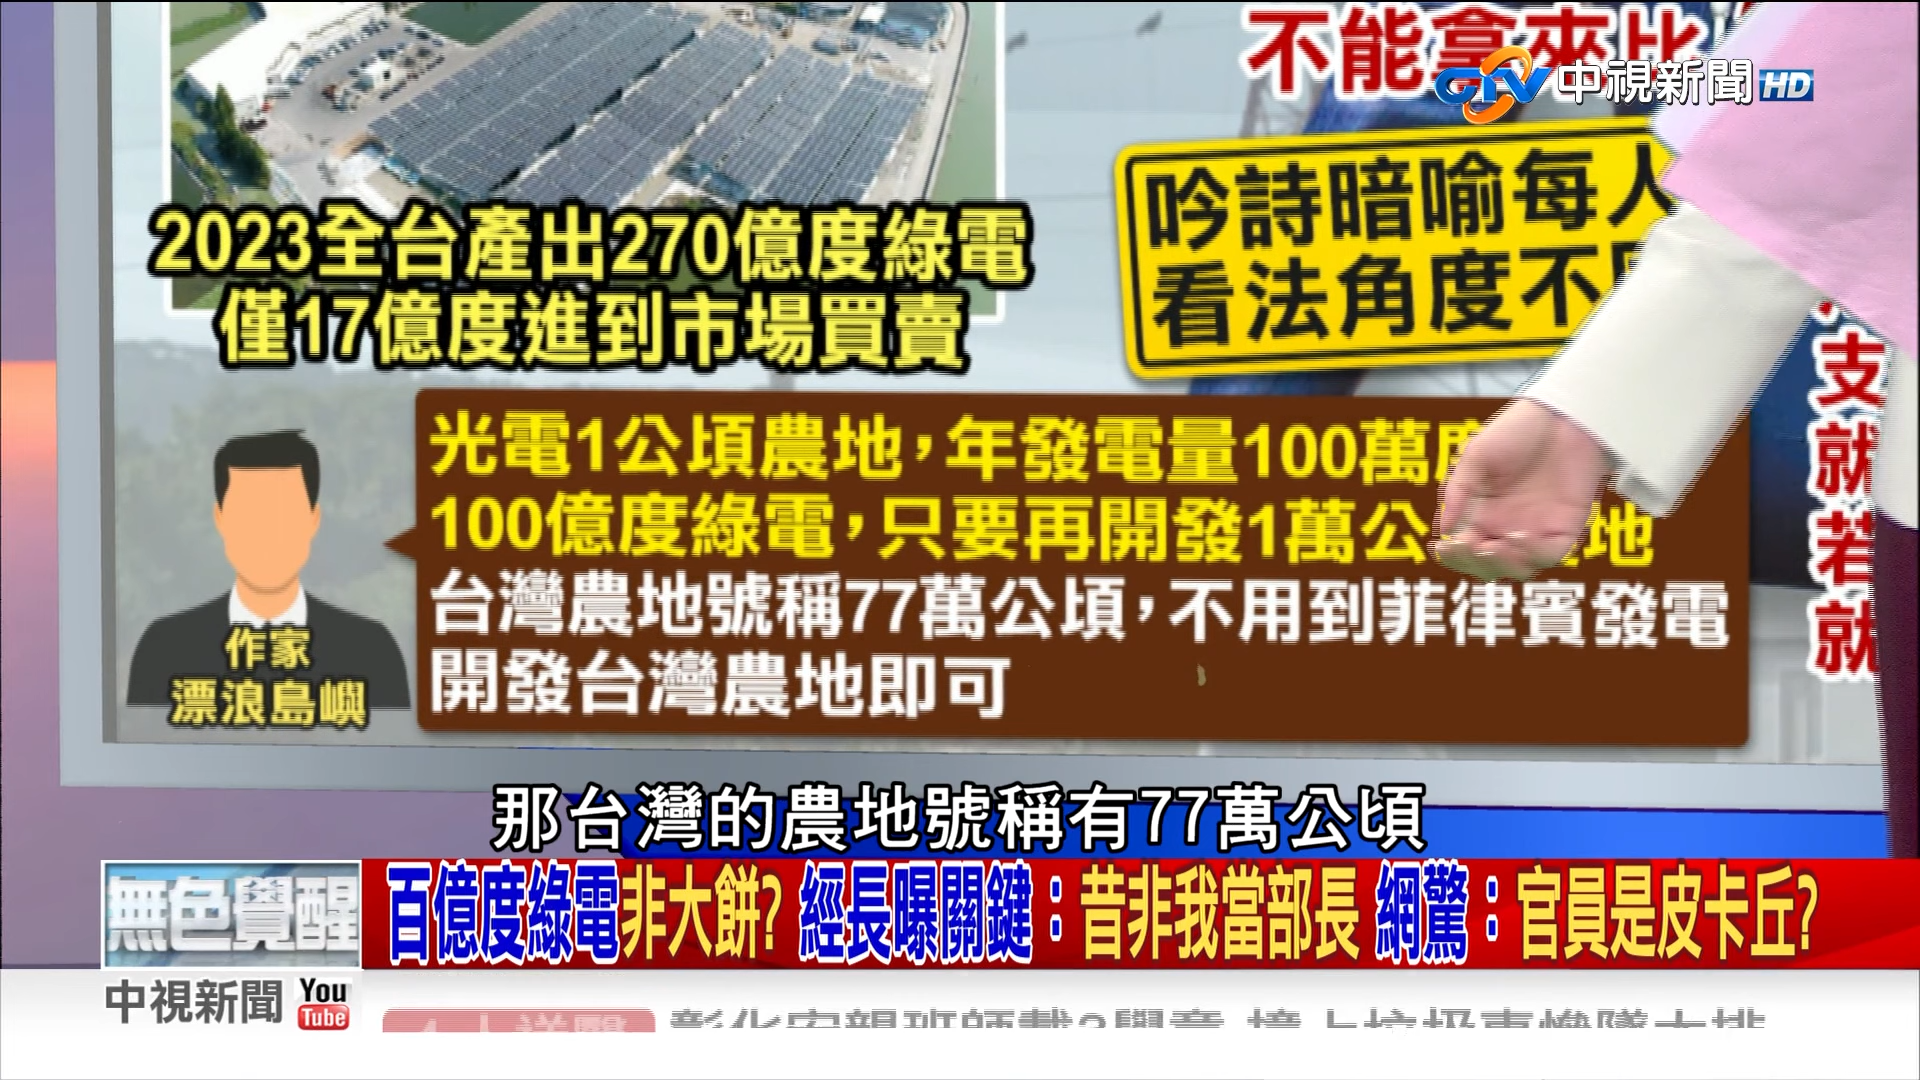 不能拿來比
中視新聞HD
吟詩暗喻每人
看法角度不
2023全台產出270億度綠電
僅17億度進到市場買賣
支就若就
光電1公頃農地,年發電量100萬度
100億度綠電,只要再開發1萬公 農地
台灣農地號稱77萬公頃,不用到菲律賓發電
開發台灣農地即可
作家
漂浪島嶼
那台灣的農地號稱有77萬公頃
無色覺醒
百億度綠電非大餅? 經長曝關鍵:昔非我當部長 網驚:官員是皮卡丘?
中視新聞 You Tube